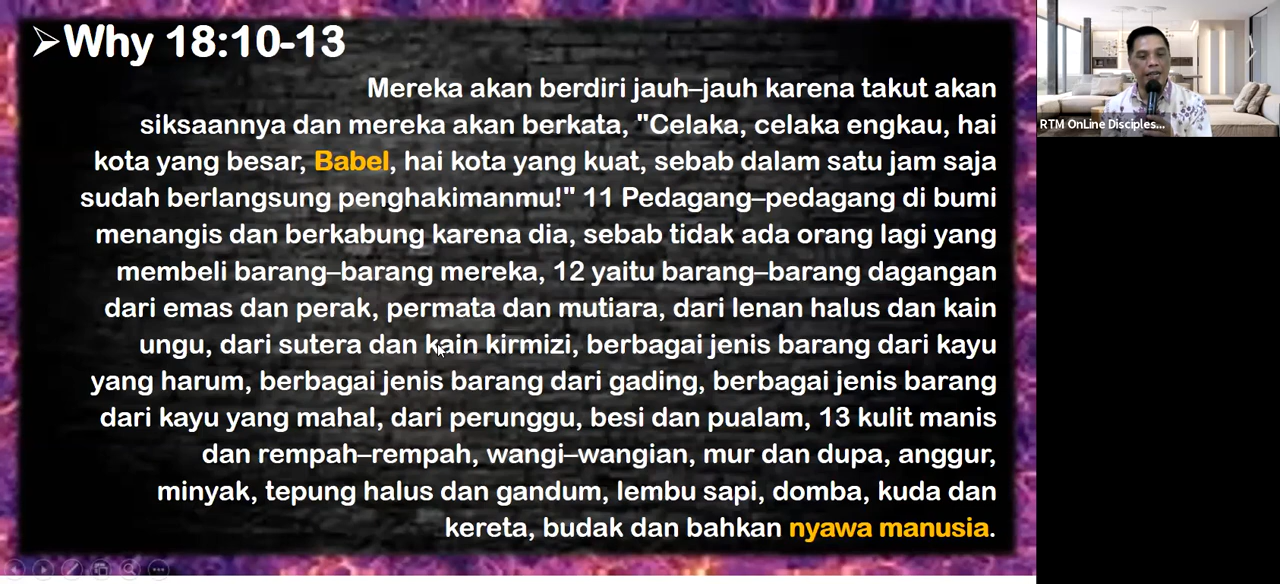 ➢Why 18:10-13
Mereka akan berdiri jauh–jauh karena takut akan
siksaannya dan mereka akan berkata, "Celaka, celaka engkau, hai
kota yang besar, Babel, hai kota yang kuat, sebab dalam satu jam saja
sudah berlangsung penghakimanmu!" 11 Pedagang–pedagang di bumi
menangis dan berkabung karena dia, sebab tidak ada orang lagi yang
membeli barang–barang mereka, 12 yaitu barang–barang dagangan
dari emas dan perak, permata dan mutiara, dari lenan halus dan kain
ungu, dari sutera dan kain kirmizi, berbagai jenis barang dari kayu
yang harum, berbagai jenis barang dari gading, berbagai jenis barang
dari kayu yang mahal, dari perunggu, besi dan pualam, 13 kulit manis
dan rempah–rempah, wangi–wangian, mur dan dupa, anggur,
minyak, tepung halus dan gandum, lembu sapi, domba, kuda dan
kereta, budak dan bahkan nyawa manusia.
RTM OnLine Disciples...